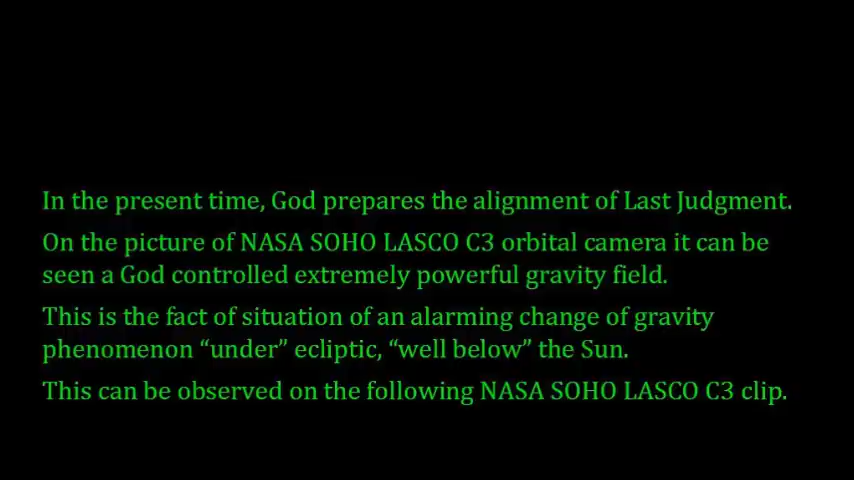 In the present time, God prepares the alignment of Last Judgment.
On the picture of NASA SOHO LASCO C3 orbital camera it can be
seen a God controlled extremely powerful gravity field.
This is the fact of situation of an alarming change of gravity
phenomenon “under” ecliptic, “well below” the Sun.
This can be observed on the following NASA SOHO LASCO C3 clip.